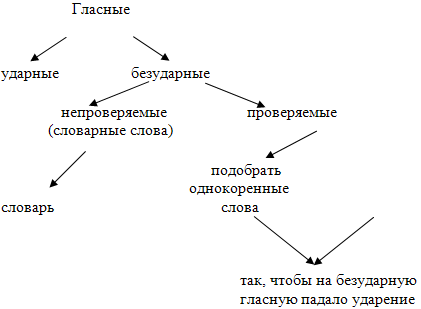 Гласные
ударные
безударные
непроверяемые
(словарные слова)
проверяемые
подобрать
однокоренные
слова
словарь
так, чтобы на безударную
гласную падало ударение